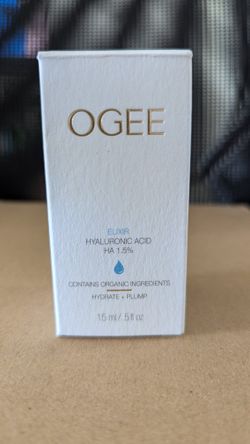 OGEE
ELIXIR
HYALURONIC ACID
HA 1.5%
CONTAINS ORGANIC INGREDIENTS
HYDRATE + PLUMP
15 ml / .5 fl oz